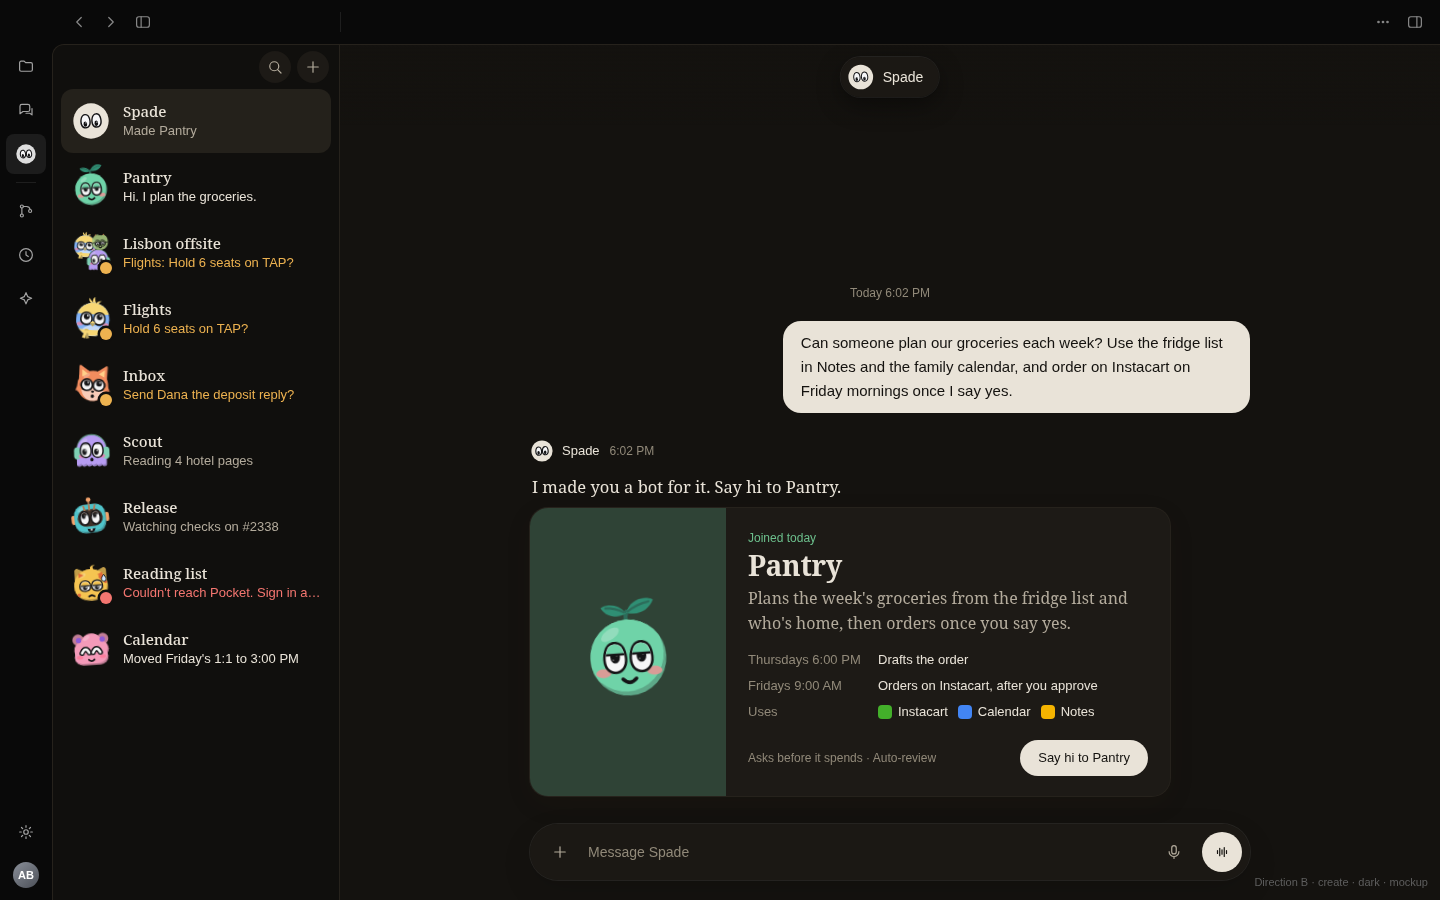 Spade
Made Pantry
Pantry
Hi. I plan the groceries.
Lisbon offsite
Flights: Hold 6 seats on TAP?
Flights
Hold 6 seats on TAP?
Inbox
Send Dana the deposit reply?
Scout
Reading 4 hotel pages
Release
Watching checks on #2338
Reading list
Couldn't reach Pocket. Sign in a…
Calendar
Moved Friday's 1:1 to 3:00 PM
AB
Spade
Today 6:02 PM
Can someone plan our groceries each week? Use the fridge list
in Notes and the family calendar, and order on Instacart on
Friday mornings once I say yes.
Spade 6:02 PM
I made you a bot for it. Say hi to Pantry.
Joined today
Pantry
Plans the week's groceries from the fridge list and
who's home, then orders once you say yes.
Thursdays 6:00 PM Drafts the order
Fridays 9:00 AM Orders on Instacart, after you approve
Uses Instacart Calendar Notes
Asks before it spends · Auto-review Say hi to Pantry
Message Spade
Direction B · create · dark · mockup